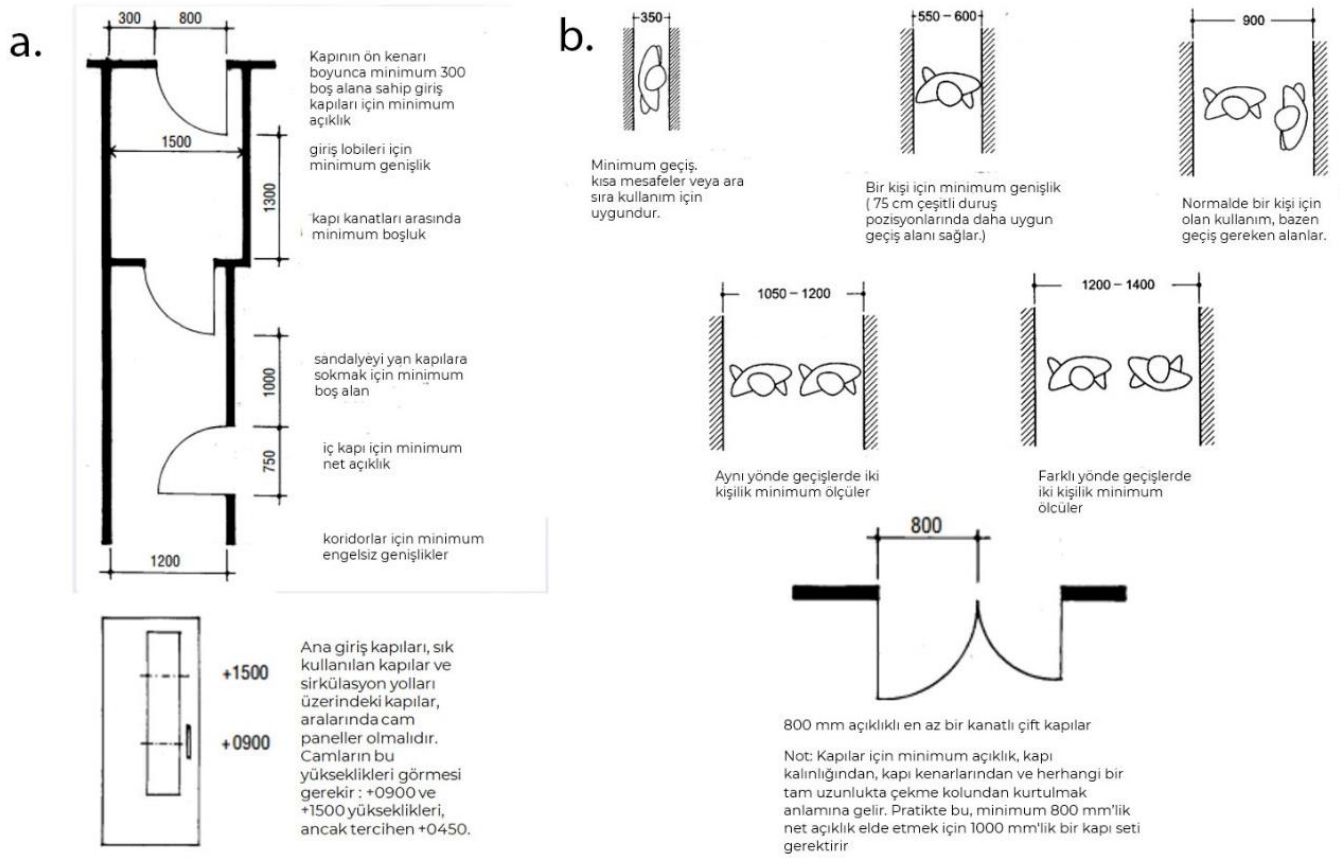 a.
300
800
Kapının ön kenarı
boyunca minimum 300
boş alana sahip giriş
kapıları için minimum
açıklık
1500
giriş lobileri için
minimum genişlik
1300
kapı kanatları arasında
minimum boşluk
sandalyeyi yan kapılara
sokmak için minimum
boş alan
1000
iç kapı için minimum
net açıklık
750
koridorlar için minimum
engelsiz genişlikler
1200
+1500
+0900
Ana giriş kapıları, sık
kullanılan kapılar ve
sirkülasyon yolları
üzerindeki kapılar,
aralarında cam
paneller olmalıdır.
Camların bu
yükseklikleri görmesi
gerekir : +0900 ve
+1500 yükseklikleri,
ancak tercihen +0450.
b.
350
Minimum geçiş.
kısa mesafeler veya ara
sıra kullanım için
uygundur.
550 – 600
Bir kişi için minimum genişlik
( 75 cm çeşitli duruş
pozisyonlarında daha uygun
geçiş alanı sağlar.)
900
Normalde bir kişi için
olan kullanım, bazen
geçiş gereken alanlar.
1050 – 1200
Aynı yönde geçişlerde iki
kişilik minimum ölçüler
1200 – 1400
Farklı yönde geçişlerde
iki kişilik minimum
ölçüler
800
800 mm açıklıklı en az bir kanatlı çift kapılar
Not: Kapılar için minimum açıklık, kapı
kalınlığından, kapı kenarlarından ve herhangi bir
tam uzunlukta çekme kolundan kurtulmak
anlamına gelir. Pratikte bu, minimum 800 mm'lik
net açıklık elde etmek için 1000 mm'lik bir kapı seti
gerektirir